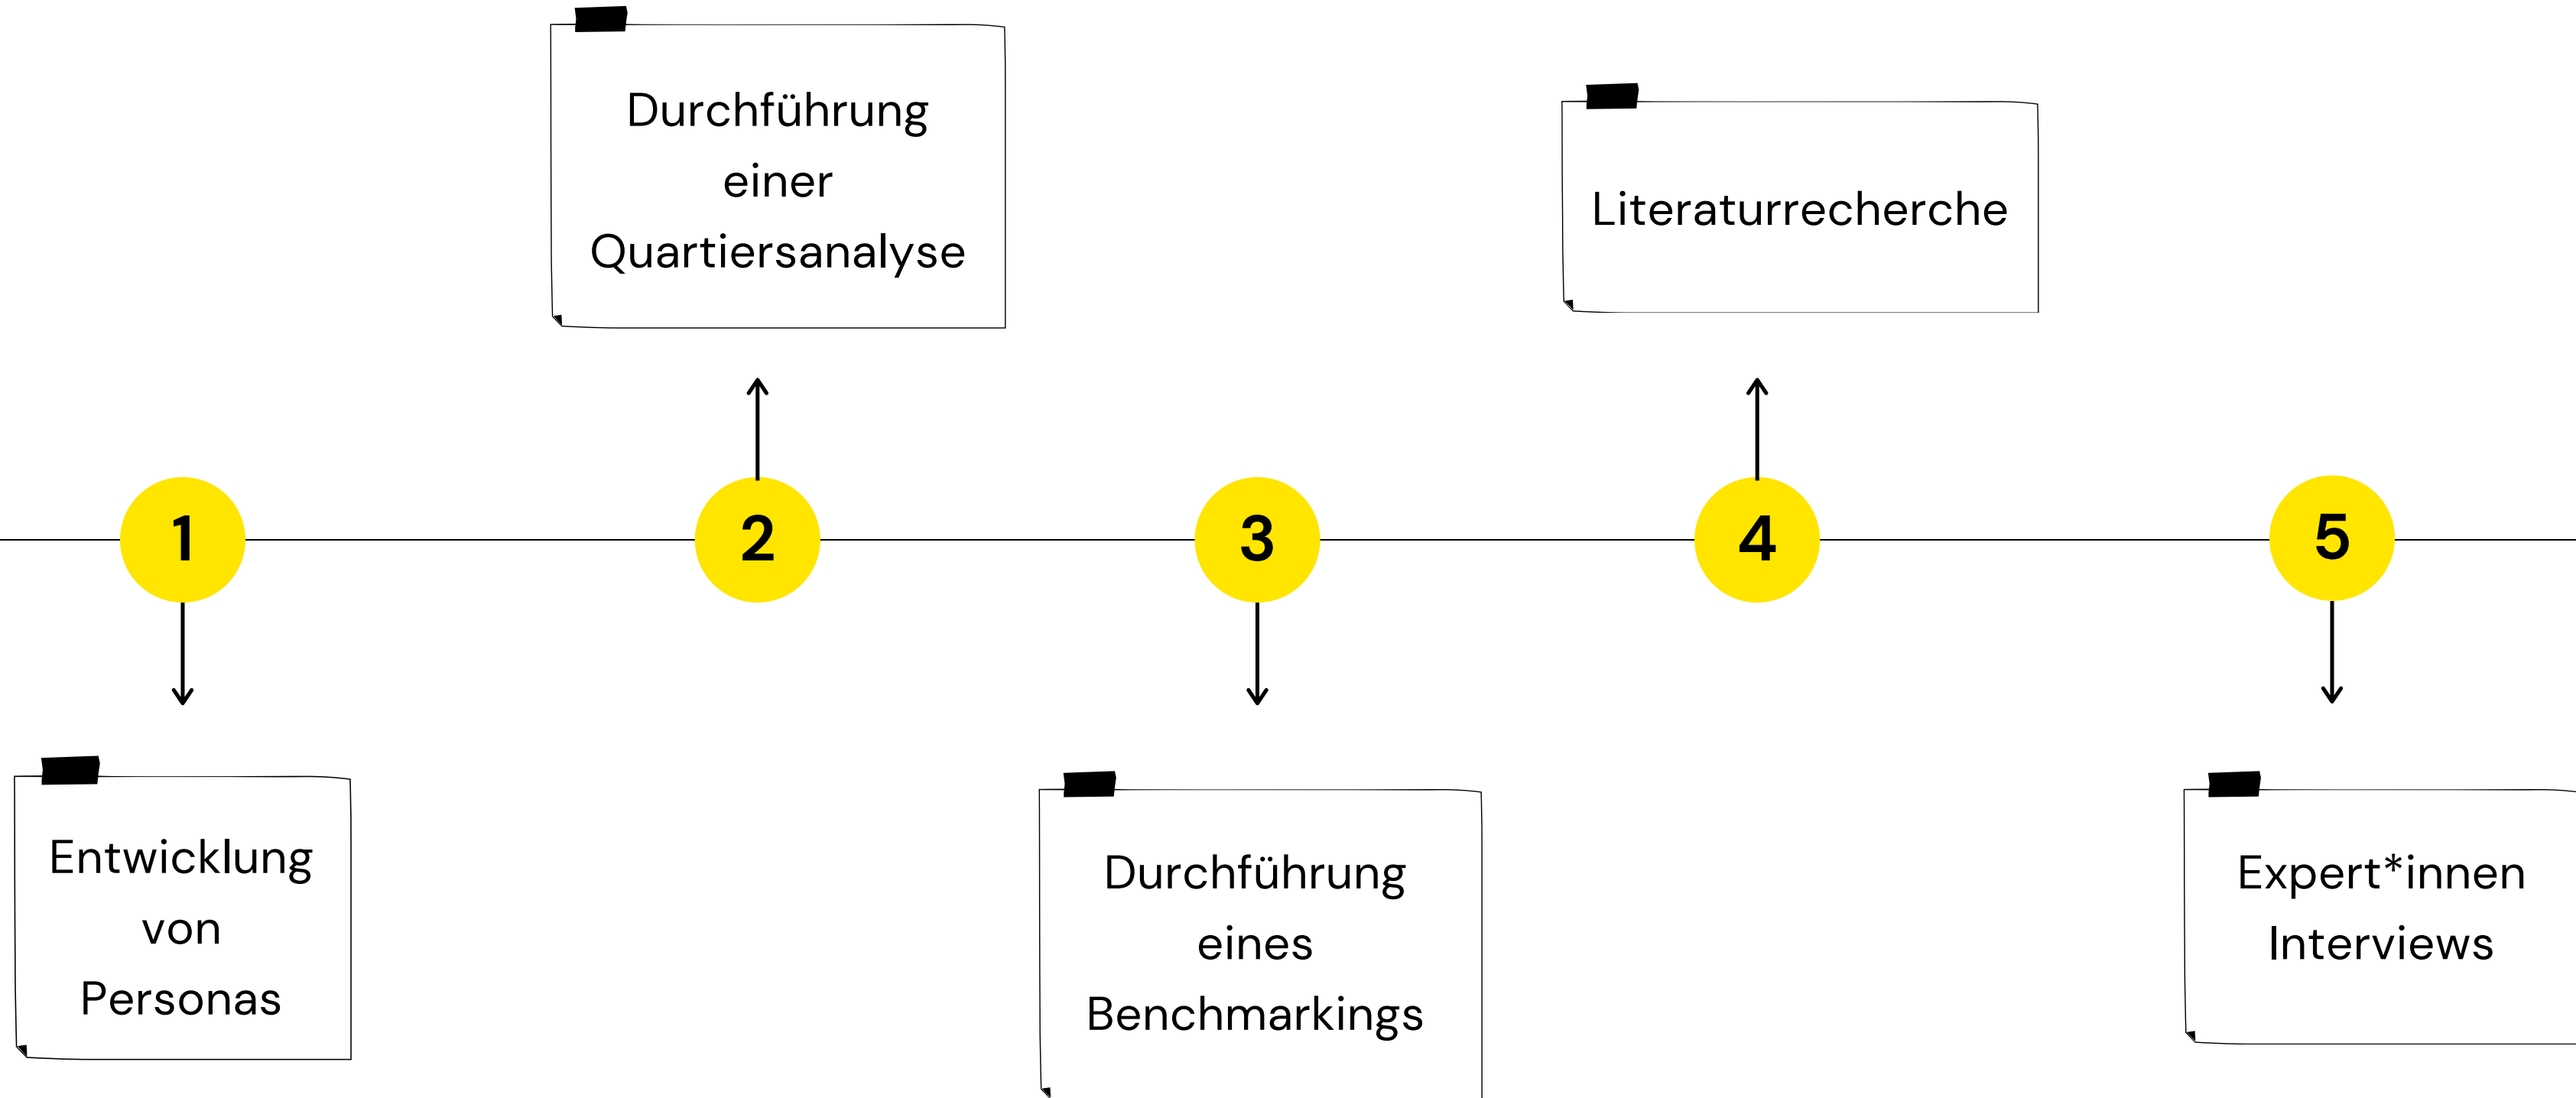 Durchführung
einer
Quartiersanalyse
Literaturrecherche
1
2
3
4
5
Entwicklung
von
Personas
Durchführung
eines
Benchmarkings
Expert*innen
Interviews